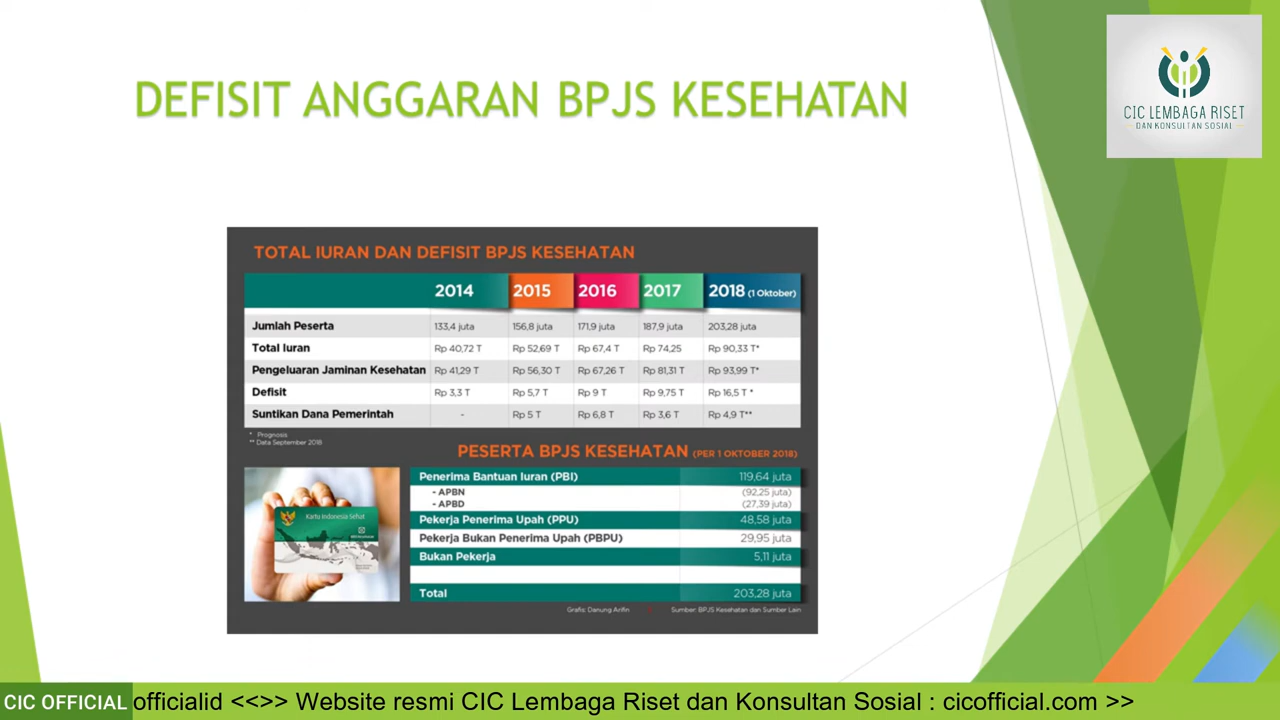 DEFISIT ANGGARAN BPJS KESEHATAN
CIC LEMBAGA RISET
DAN KONSULTAN SOSIAL
TOTAL IURAN DAN DEFISIT BPJS KESEHATAN
2014 2015 2016 2017 2018 (1 Oktober)
Jumlah Peserta 133,4 juta 156,8 juta 171,9 juta 187,9 juta 203,28 juta
Total Iuran Rp 40,72 T Rp 52,69 T Rp 67,4 T Rp 74,25 Rp 90,33 T*
Pengeluaran Jaminan Kesehatan Rp 41,29 T Rp 56,30 T Rp 67,26 T Rp 81,31 T Rp 93,99 T*
Defisit Rp 3,3 T Rp 5,7 T Rp 9 T Rp 9,75 T Rp 16,5 T *
Suntikan Dana Pemerintah - Rp 5 T Rp 6,8 T Rp 3,6 T Rp 4,9 T**
* Prognosis
** Data September 2018
PESERTA BPJS KESEHATAN (PER 1 OKTOBER 2018)
Penerima Bantuan Iuran (PBI) 119,64 juta
- APBN (92,25 juta)
- APBD (27,39 juta)
Pekerja Penerima Upah (PPU) 48,58 juta
Pekerja Bukan Penerima Upah (PBPU) 29,95 juta
Bukan Pekerja 5,11 juta
Total 203,28 juta
Kartu Indonesia Sehat
Grafis: Danung Arifin Sumber: BPJS Kesehatan dan Sumber Lain
CIC OFFICIAL officialid <<>> Website resmi CIC Lembaga Riset dan Konsultan Sosial : cicofficial.com >>